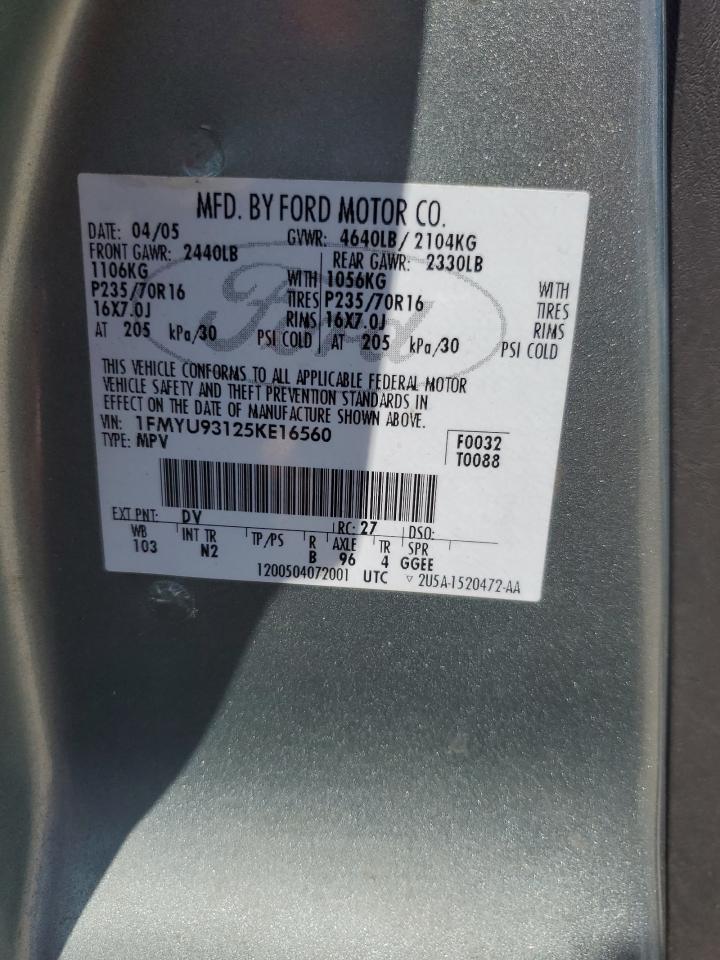 MFD. BY FORD MOTOR CO.
DATE: 04/05 GVWR: 4640LB/2104KG
FRONT GAWR: 2440LB REAR GAWR: 2330LB
1106KG WITH 1056KG WITH
P235/70R16 TIRES P235/70R16 TIRES
16X7.0J RIMS 16X7.0J RIMS
AT 205 kPa/30 PSI COLD AT 205 kPa/30 PSI COLD
Ford
THIS VEHICLE CONFORMS TO ALL APPLICABLE FEDERAL MOTOR
VEHICLE SAFETY AND THEFT PREVENTION STANDARDS IN
EFFECT ON THE DATE OF MANUFACTURE SHOWN ABOVE.
VIN: 1FMYU93125KE16560 F0032
TYPE: MPV T0088
EXT PNT: DV RC: 27 DSO:
WB INT TR TP/PS R AXLE TR SPR
103 N2 B 96 4 GGEE
1200504072001 UTC ▽ 2U5A-1520472-AA